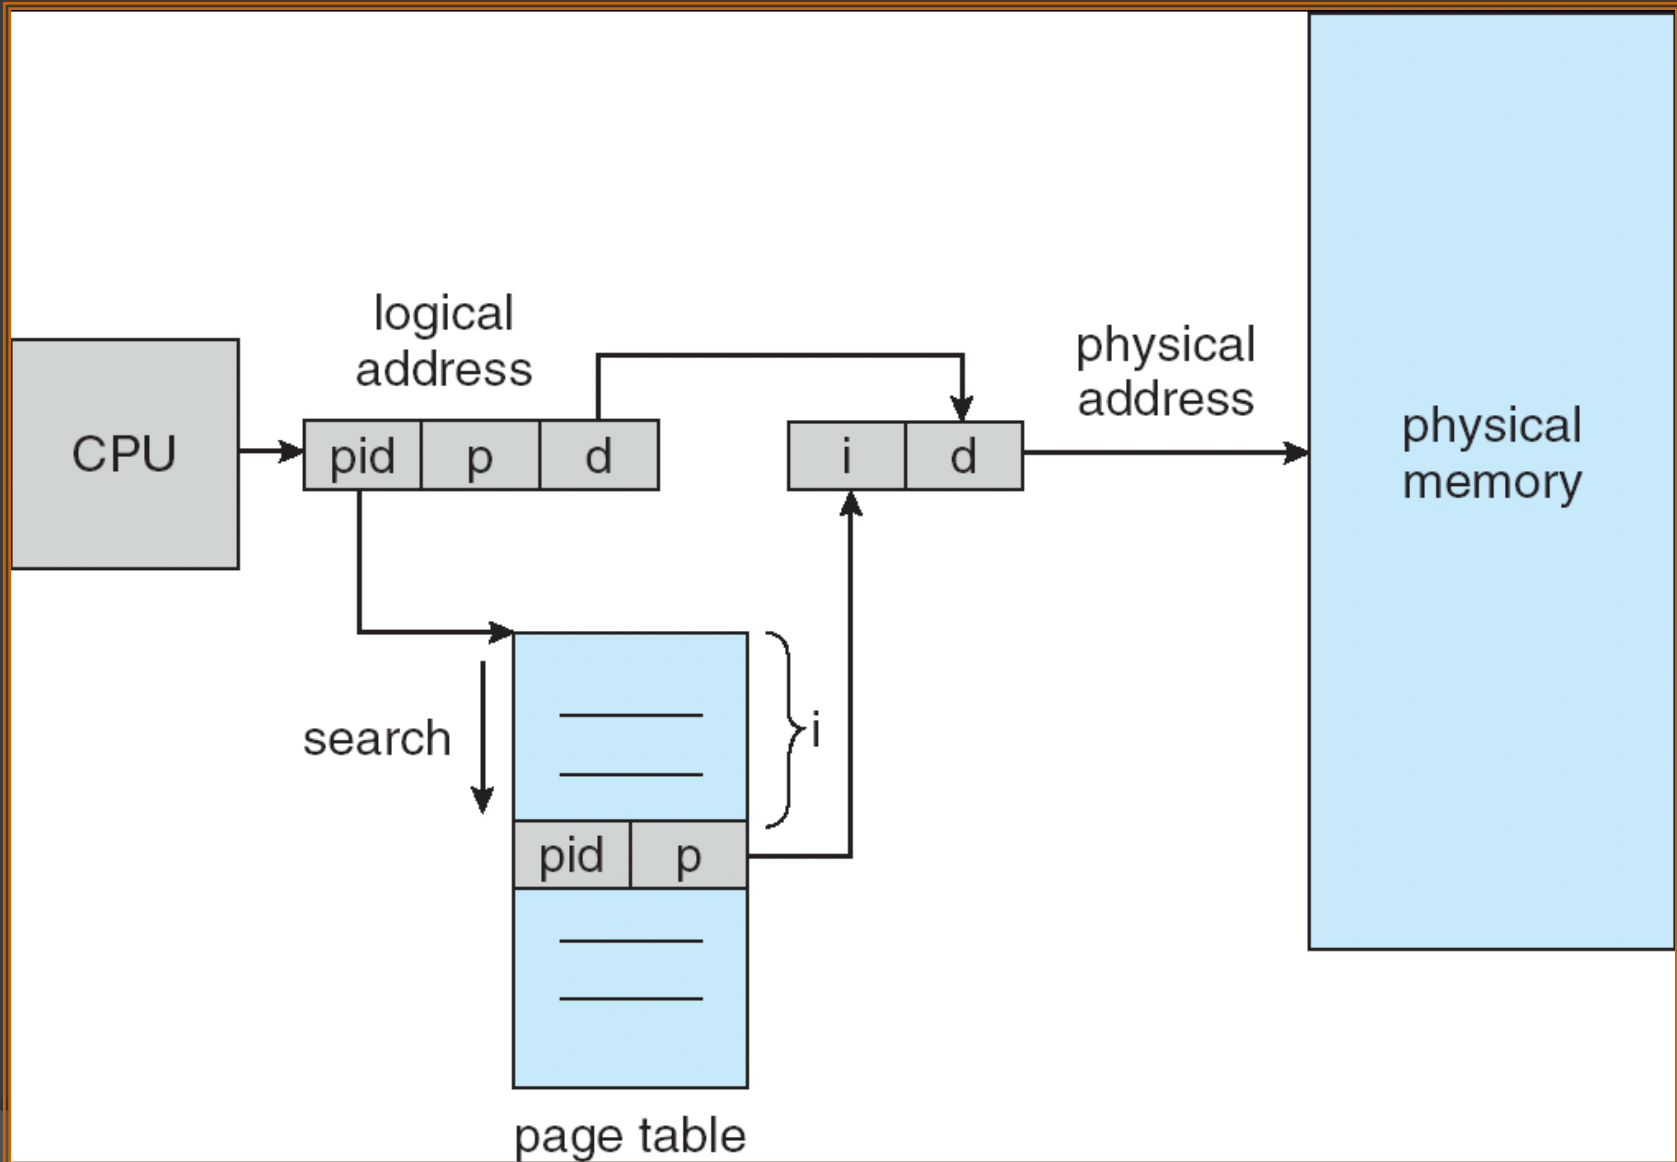 logical
address
physical
address
CPU
pid
p
d
i
d
physical
memory
search
i
pid
p
page table